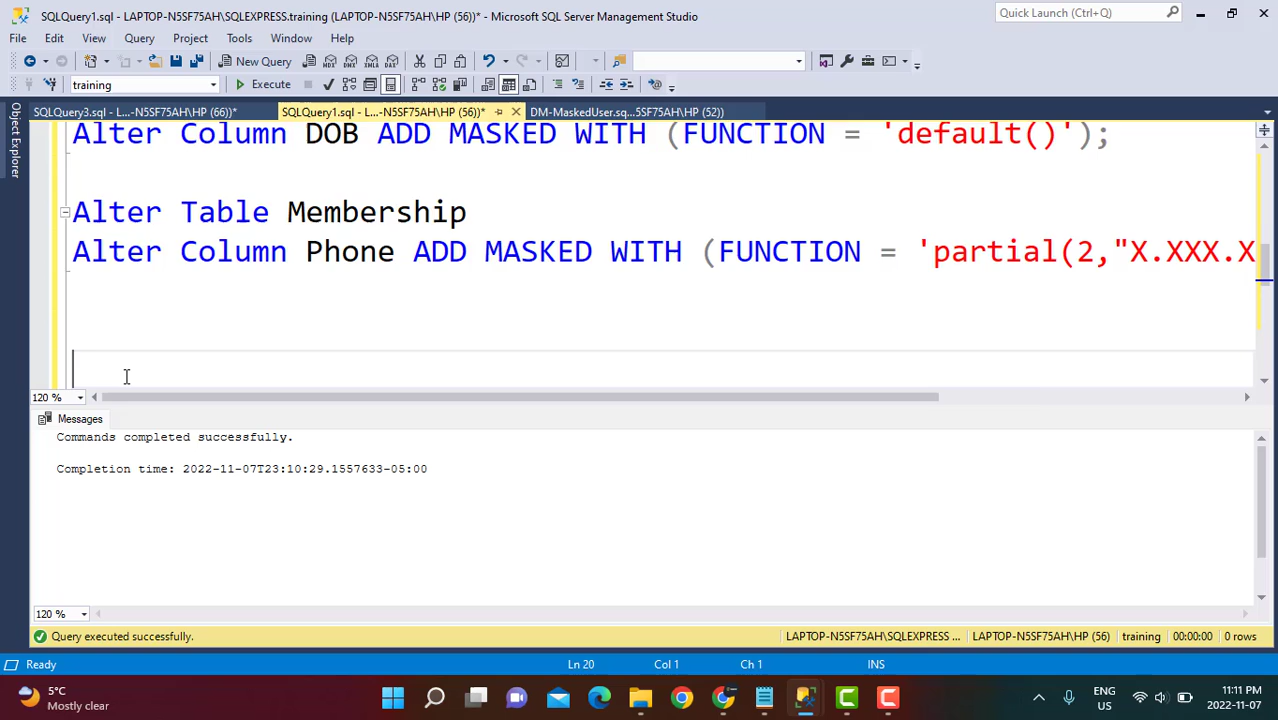 SQLQuery1.sql - LAPTOP-N5SF75AH\SQLEXPRESS.training (LAPTOP-N5SF75AH\HP (56))* - Microsoft SQL Server Management Studio
Quick Launch (Ctrl+Q)
File Edit View Query Project Tools Window Help
New Query
MDX DMX XMLA DAX
training
Execute
SQLQuery3.sql - L...-N5SF75AH\HP (66))*
SQLQuery1.sql - L...-N5SF75AH\HP (56))*
DM-MaskedUser.sq...5SF75AH\HP (52))
Object Explorer
Alter Column DOB ADD MASKED WITH (FUNCTION = 'default()');
Alter Table Membership
Alter Column Phone ADD MASKED WITH (FUNCTION = 'partial(2,"X.XXX.X
120 %
Messages
Commands completed successfully.
Completion time: 2022-11-07T23:10:29.1557633-05:00
120 %
Query executed successfully.
LAPTOP-N5SF75AH\SQLEXPRESS ...
LAPTOP-N5SF75AH\HP (56)
training
00:00:00
0 rows
Ready
Ln 20
Col 1
Ch 1
INS
5°C
Mostly clear
ENG
US
11:11 PM
2022-11-07